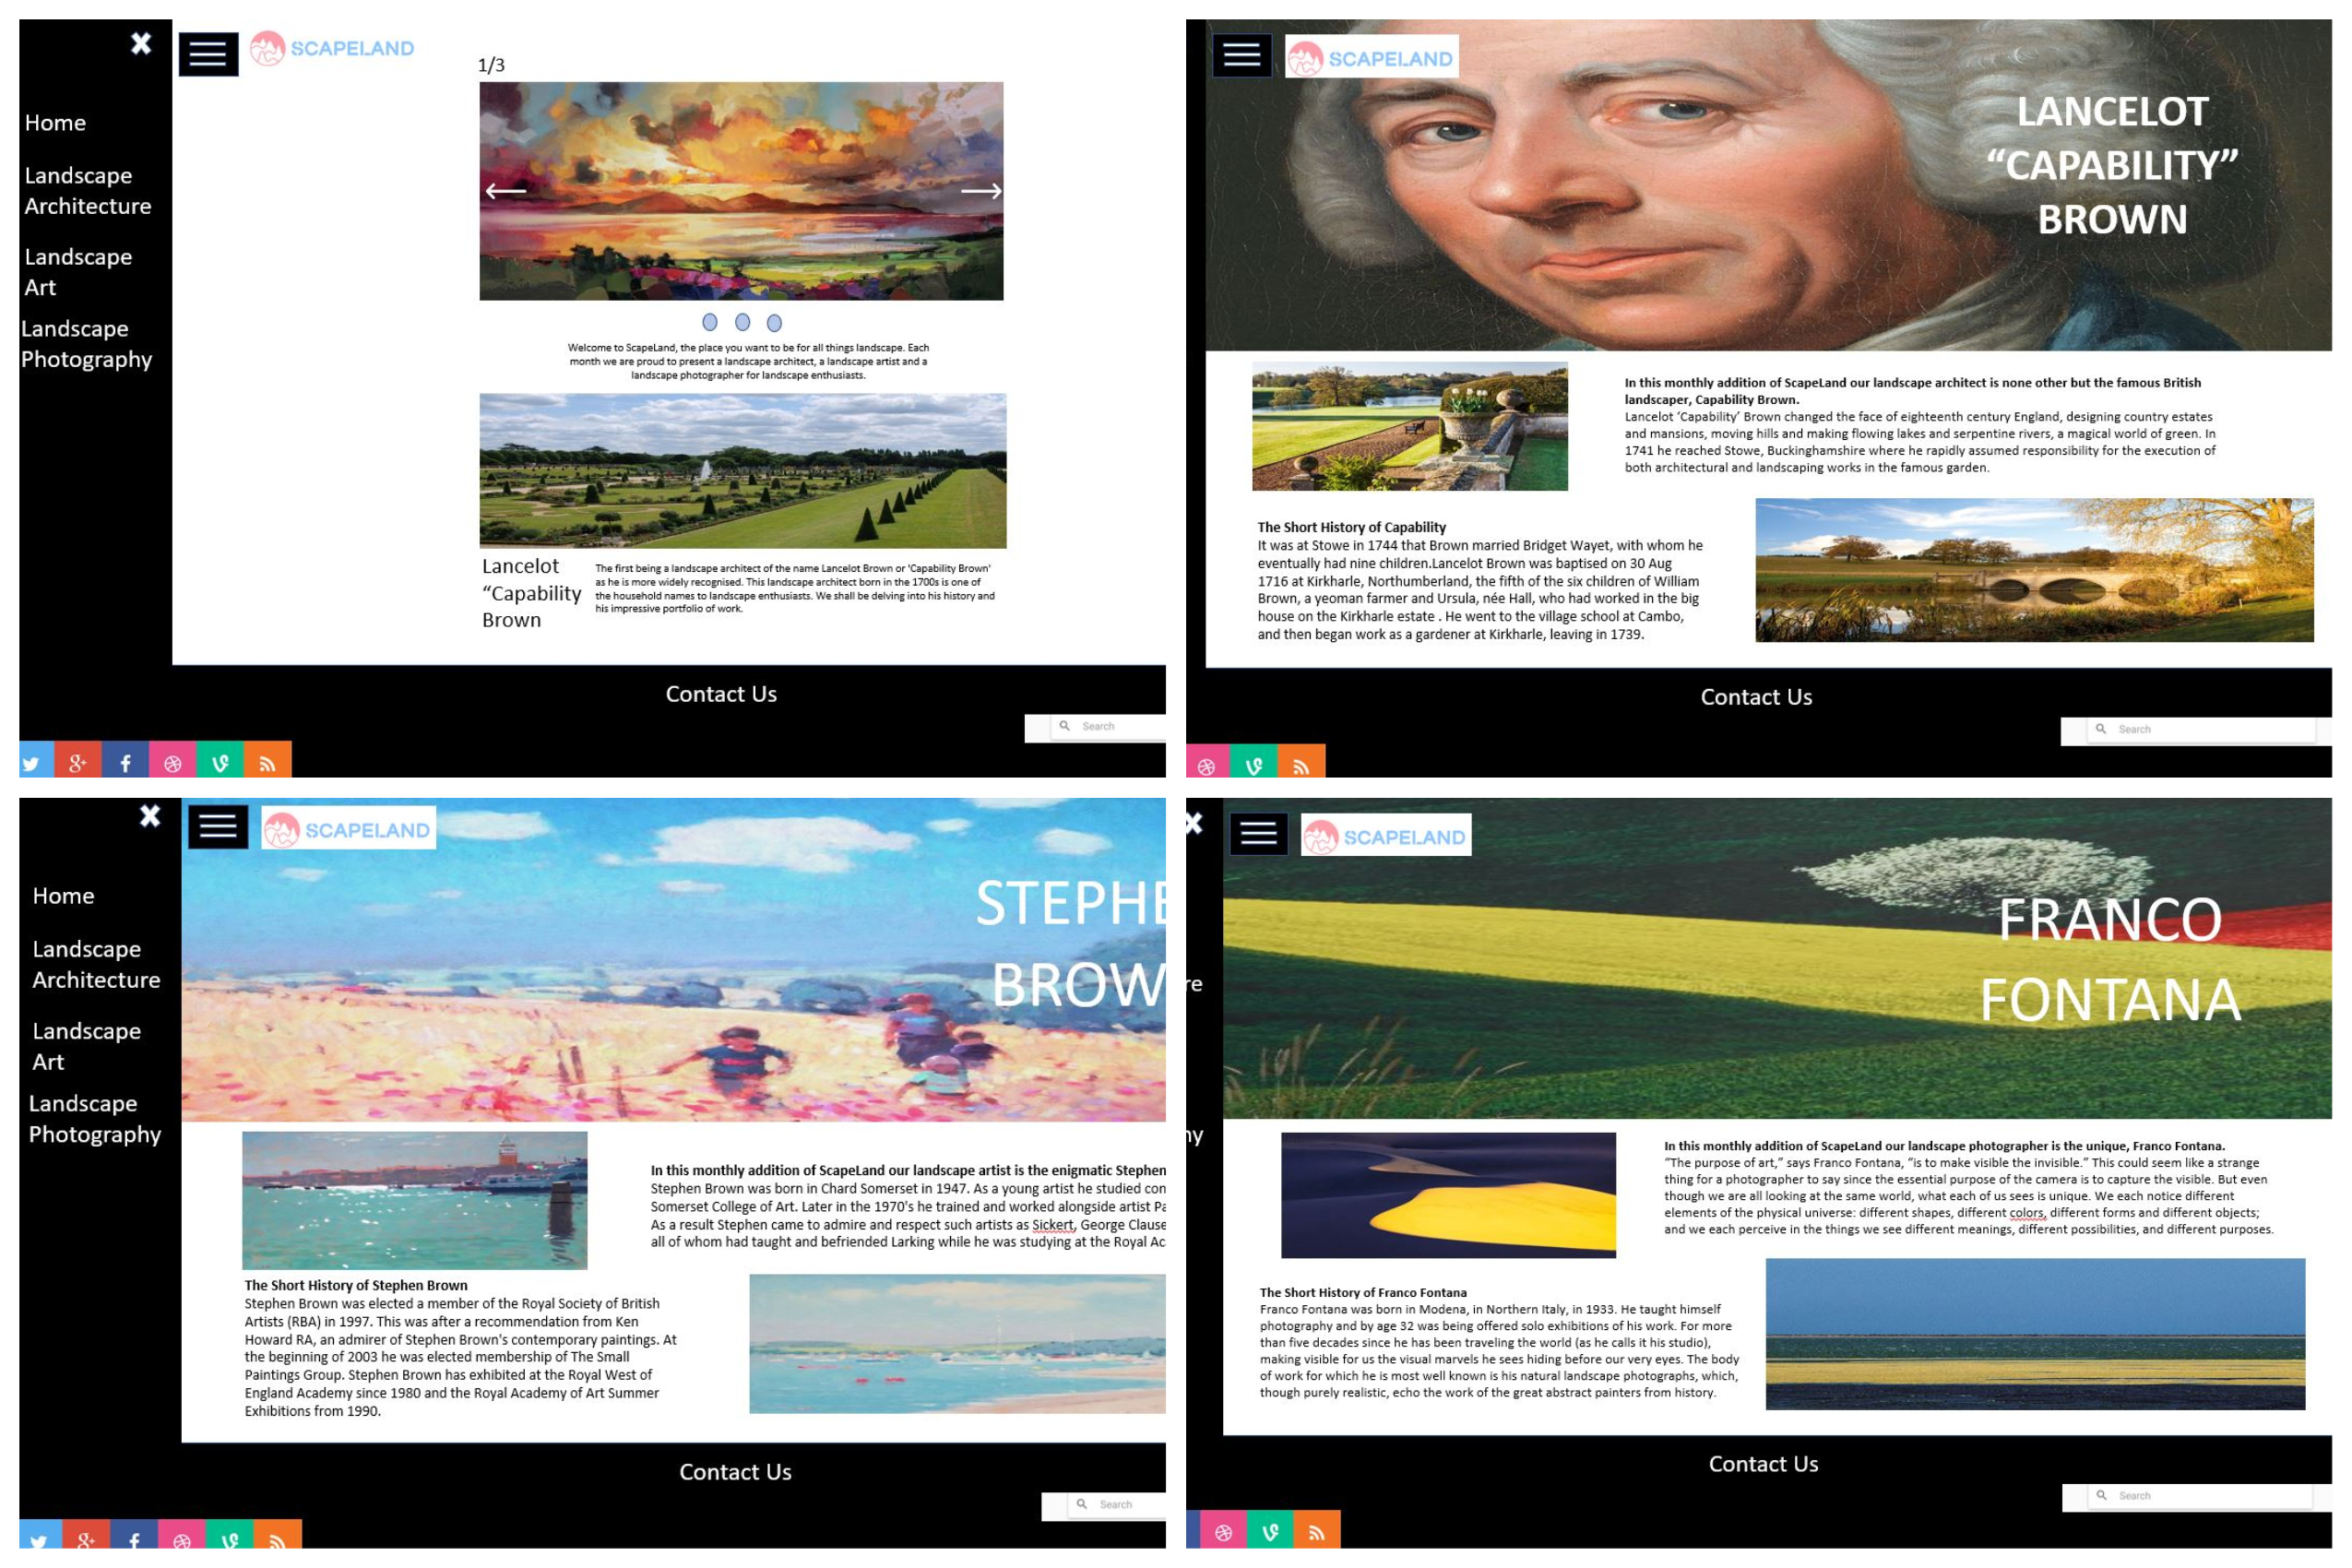 SCAPELAND
1/3
Home
Landscape
Architecture
Landscape
Art
Landscape
Photography
Welcome to ScapeLand, the place you want to be for all things landscape. Each
month we are proud to present a landscape architect, a landscape artist and a
landscape photographer for landscape enthusiasts.
Lancelot
“Capability
Brown
The first being a landscape architect of the name Lancelot Brown or 'Capability Brown'
as he is more widely recognised. This landscape architect born in the 1700s is one of
the household names to landscape enthusiasts. We shall be delving into his history and
his impressive portfolio of work.
Contact Us
Search
SCAPELAND
LANCELOT
“CAPABILITY”
BROWN
In this monthly addition of ScapeLand our landscape architect is none other but the famous British
landscaper, Capability Brown.
Lancelot ‘Capability’ Brown changed the face of eighteenth century England, designing country estates
and mansions, moving hills and making flowing lakes and serpentine rivers, a magical world of green. In
1741 he reached Stowe, Buckinghamshire where he rapidly assumed responsibility for the execution of
both architectural and landscaping works in the famous garden.
The Short History of Capability
It was at Stowe in 1744 that Brown married Bridget Wayet, with whom he
eventually had nine children.Lancelot Brown was baptised on 30 Aug
1716 at Kirkharle, Northumberland, the fifth of the six children of William
Brown, a yeoman farmer and Ursula, née Hall, who had worked in the big
house on the Kirkharle estate . He went to the village school at Cambo,
and then began work as a gardener at Kirkharle, leaving in 1739.
Contact Us
Search
SCAPELAND
Home
Landscape
Architecture
Landscape
Art
Landscape
Photography
STEPHE
BROW
In this monthly addition of ScapeLand our landscape artist is the enigmatic Stephen
Stephen Brown was born in Chard Somerset in 1947. As a young artist he studied con
Somerset College of Art. Later in the 1970's he trained and worked alongside artist Pa
As a result Stephen came to admire and respect such artists as Sickert, George Clause
all of whom had taught and befriended Larking while he was studying at the Royal Ac
The Short History of Stephen Brown
Stephen Brown was elected a member of the Royal Society of British
Artists (RBA) in 1997. This was after a recommendation from Ken
Howard RA, an admirer of Stephen Brown's contemporary paintings. At
the beginning of 2003 he was elected membership of The Small
Paintings Group. Stephen Brown has exhibited at the Royal West of
England Academy since 1980 and the Royal Academy of Art Summer
Exhibitions from 1990.
Contact Us
Search
SCAPELAND
re
hy
FRANCO
FONTANA
In this monthly addition of ScapeLand our landscape photographer is the unique, Franco Fontana.
“The purpose of art,” says Franco Fontana, “is to make visible the invisible.” This could seem like a strange
thing for a photographer to say since the essential purpose of the camera is to capture the visible. But even
though we are all looking at the same world, what each of us sees is unique. We each notice different
elements of the physical universe: different shapes, different colors, different forms and different objects;
and we each perceive in the things we see different meanings, different possibilities, and different purposes.
The Short History of Franco Fontana
Franco Fontana was born in Modena, in Northern Italy, in 1933. He taught himself
photography and by age 32 was being offered solo exhibitions of his work. For more
than five decades since he has been traveling the world (as he calls it his studio),
making visible for us the visual marvels he sees hiding before our very eyes. The body
of work for which he is most well known is his natural landscape photographs, which,
though purely realistic, echo the work of the great abstract painters from history.
Contact Us
Search